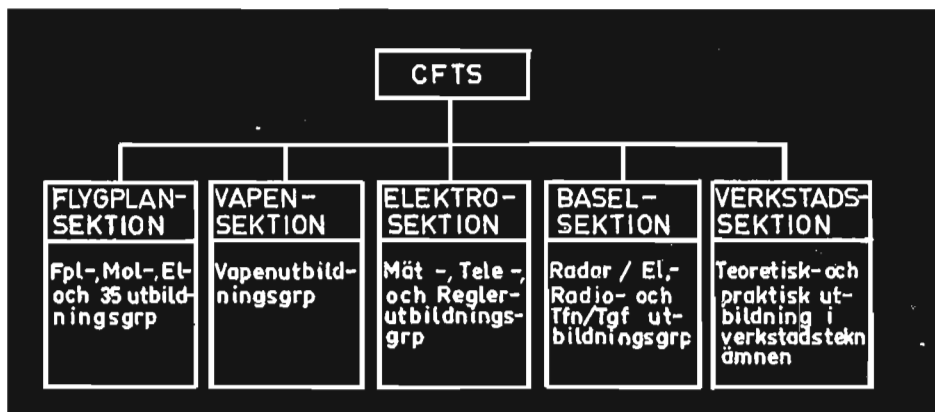 CFTS
FLYGPLAN-
SEKTION
Fpl-, Mol-, El-
och 35 utbild-
ningsgrp
VAPEN-
SEKTION
Vapenutbild-
ningsgrp
ELEKTRO-
SEKTION
Mät -, Tele -,
och Regler-
utbildnings-
grp
BASEL-
SEKTION
Radar / El,-
Radio- och
Tfn/Tgf ut-
bildningsgrp
VERKSTADS-
SEKTION
Teoretisk- och
praktisk ut-
bildning i
verkstadstekn
ämnen